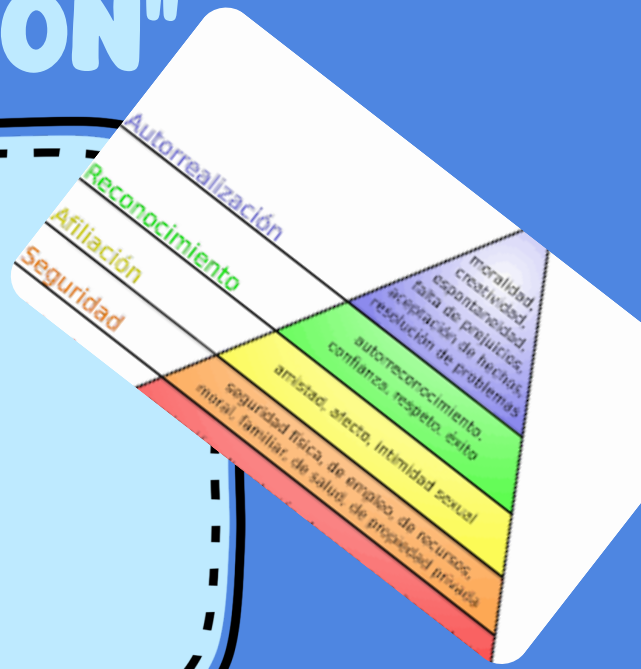 ON"
Autorrealización
moralidad,
creatividad,
espontaneidad,
falta de prejuicios,
aceptación de hechos,
resolución de problemas
Reconocimiento
autorreconocimiento,
confianza, respeto, éxito
Afiliación
amistad, afecto, intimidad sexual
Seguridad
seguridad física, de empleo, de recursos,
moral, familiar, de salud, de propiedad privada